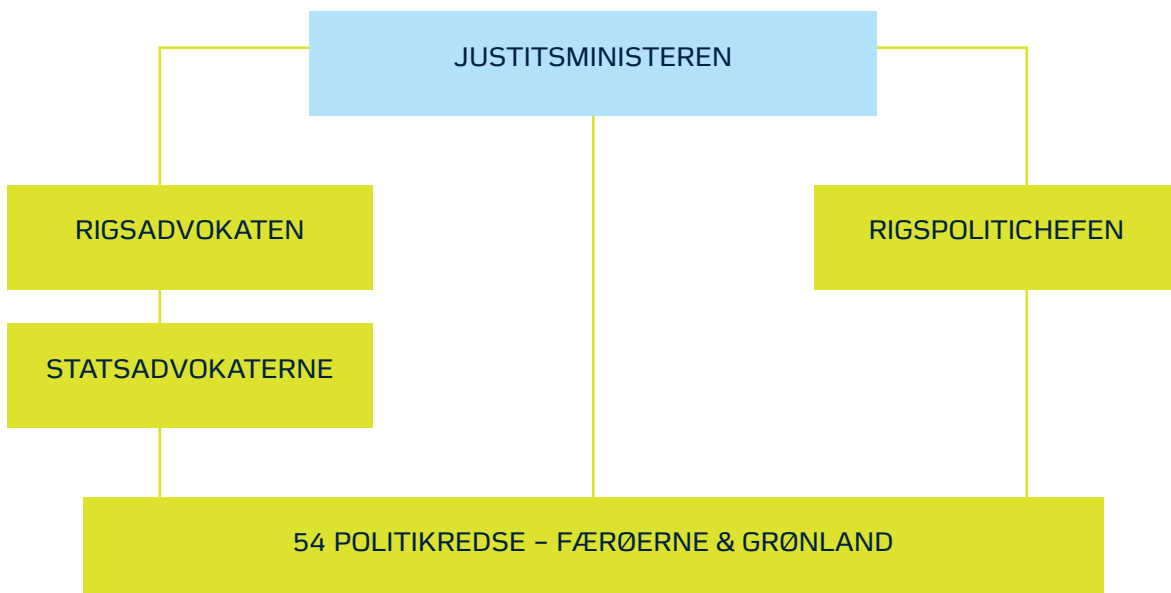 JUSTITSMINISTEREN
RIGSADVOKATEN
RIGSPOLITICHEFEN
STATSADVOKATERNE
54 POLITIKREDSE – FÆRØERNE & GRØNLAND